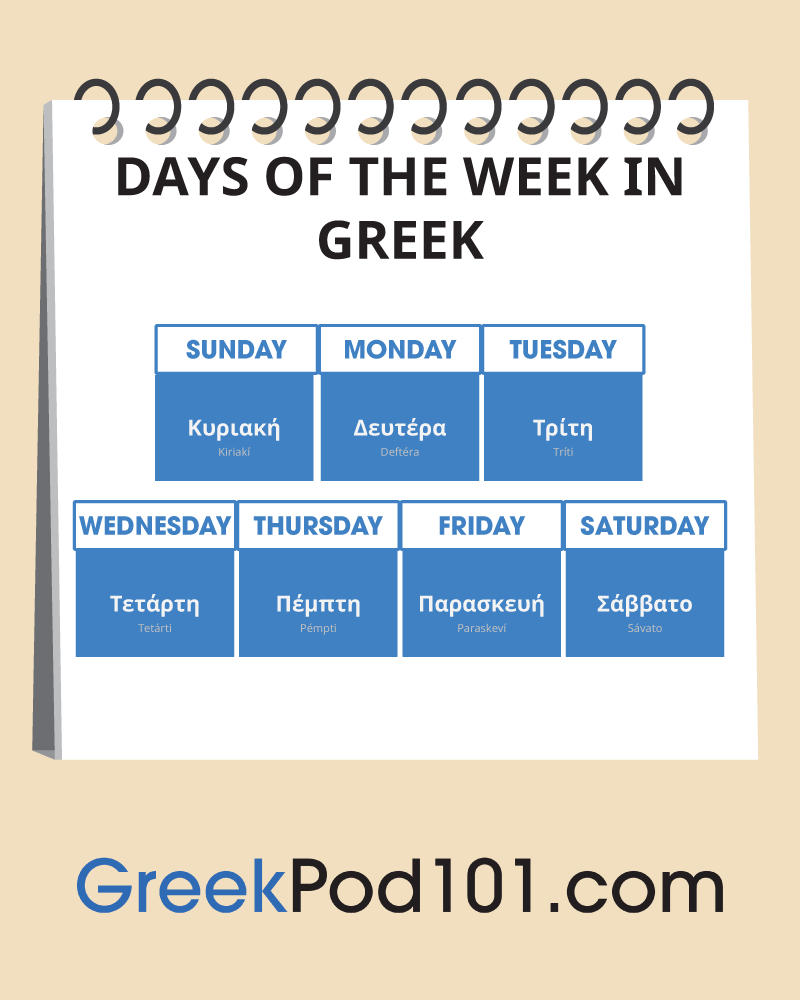 DAYS OF THE WEEK IN
GREEK
SUNDAY MONDAY TUESDAY
Κυριακή Δευτέρα Τρίτη
Kiriakí Deftéra Tríti
WEDNESDAY THURSDAY FRIDAY SATURDAY
Τετάρτη Πέμπτη Παρασκευή Σάββατο
Tetárti Pémpti Paraskeví Sávato
GreekPod101.com